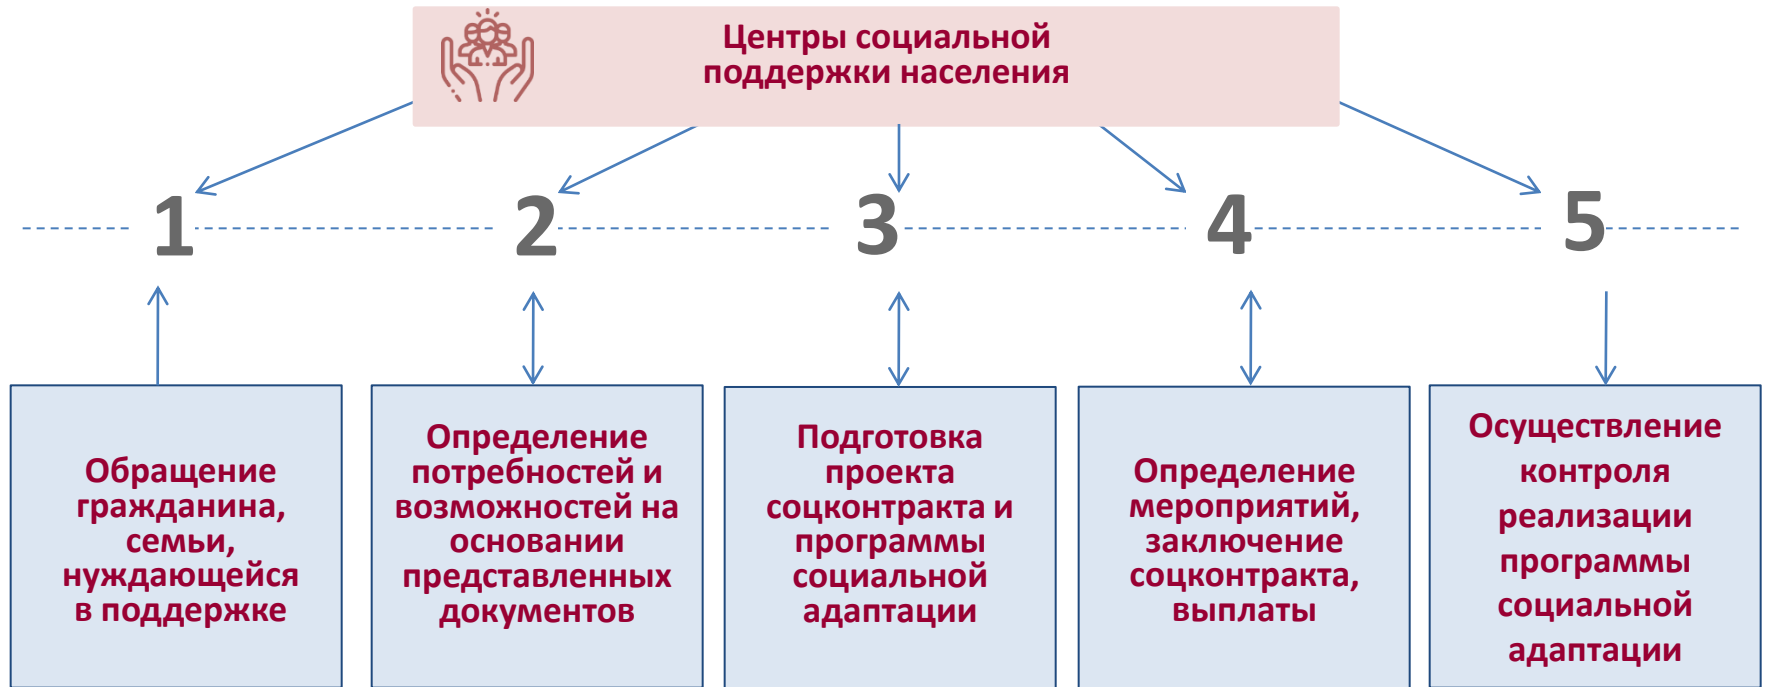 Центры социальной
поддержки населения
1
2
3
4
5
Обращение
гражданина,
семьи,
нуждающейся
в поддержке
Определение
потребностей и
возможностей на
основании
представленных
документов
Подготовка
проекта
соцконтракта и
программы
социальной
адаптации
Определение
мероприятий,
заключение
соцконтракта,
выплаты
Осуществление
контроля
реализации
программы
социальной
адаптации